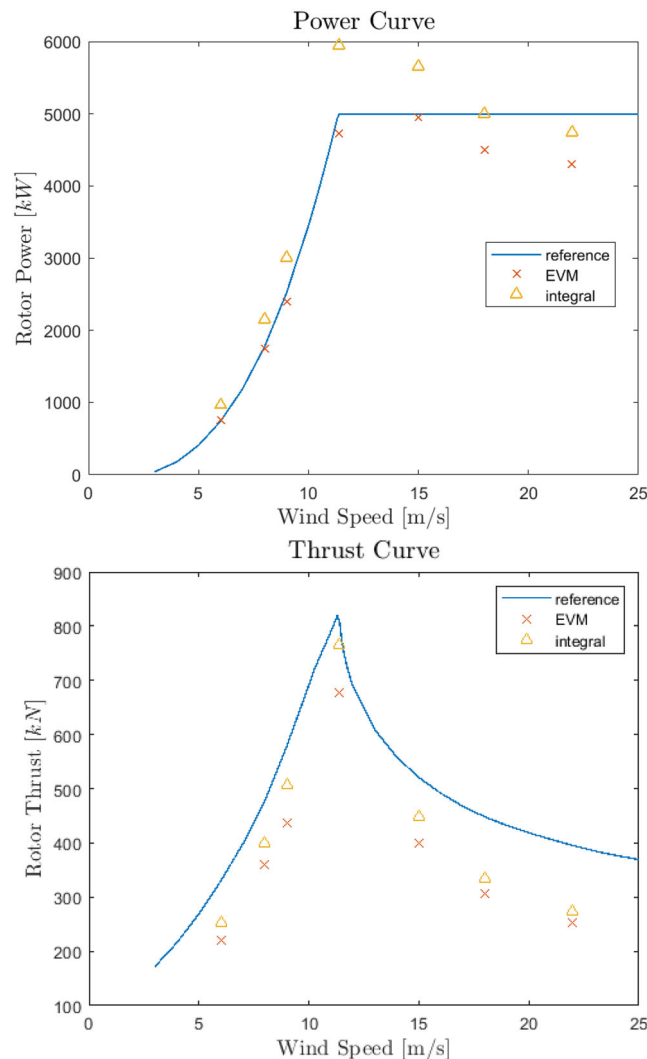 Power Curve
6000
5000
4000
3000
2000
1000
0
Rotor Power [kW]
reference
EVM
integral
0 5 10 15 20 25
Wind Speed [m/s]
Thrust Curve
900
800
700
600
500
400
300
200
100
Rotor Thrust [kN]
reference
EVM
integral
0 5 10 15 20 25
Wind Speed [m/s]